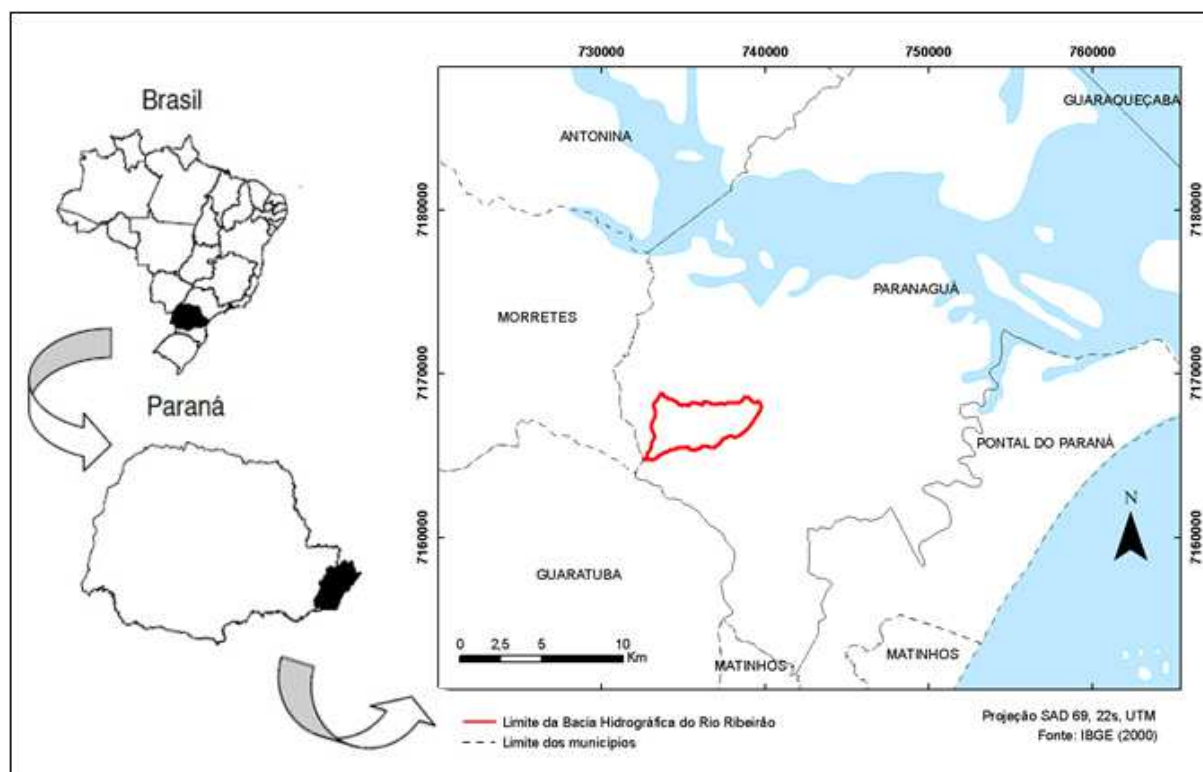 Brasil
Paraná
730000
740000
750000
760000
GUARAQUEÇABA
ANTONINA
7180000
7180000
PARANAGUÁ
MORRETES
7170000
7170000
PONTAL DO PARANÁ
N
7160000
7160000
GUARATUBA
0 2,5 5 10
Km
MATINHOS
MATINHOS
Limite da Bacia Hidrográfica do Rio Ribeirão
Limite dos municípios
Projeção SAD 69, 22s, UTM
Fonte: IBGE (2000)